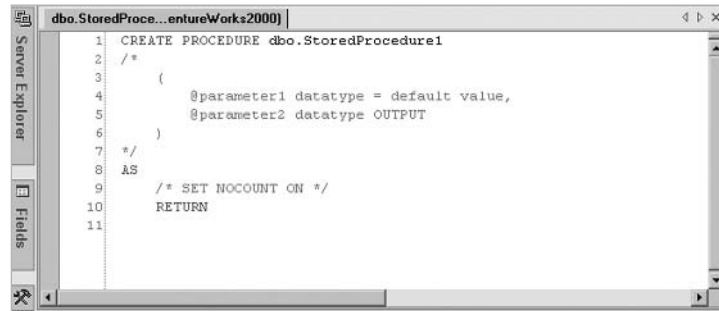 dbo.StoredProce...entureWorks2000)
Server Explorer
Fields
1 CREATE PROCEDURE dbo.StoredProcedure1
2 /*
3 (
4 @parameter1 datatype = default value,
5 @parameter2 datatype OUTPUT
6 )
7 */
8 AS
9 /* SET NOCOUNT ON */
10 RETURN
11